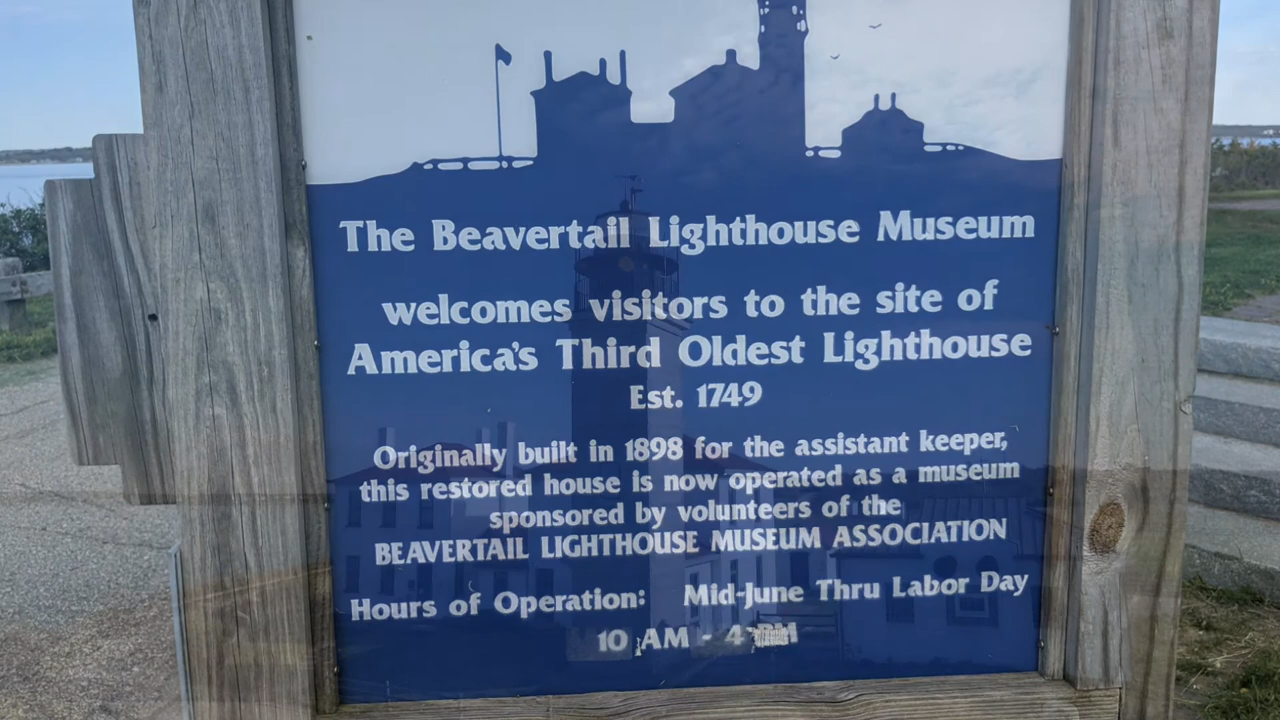 The Beavertail Lighthouse Museum
welcomes visitors to the site of
America's Third Oldest Lighthouse
Est. 1749
Originally built in 1898 for the assistant keeper,
this restored house is now operated as a museum
sponsored by volunteers of the
BEAVERTAIL LIGHTHOUSE MUSEUM ASSOCIATION
Hours of Operation: Mid-June Thru Labor Day
10 AM - 4 PM